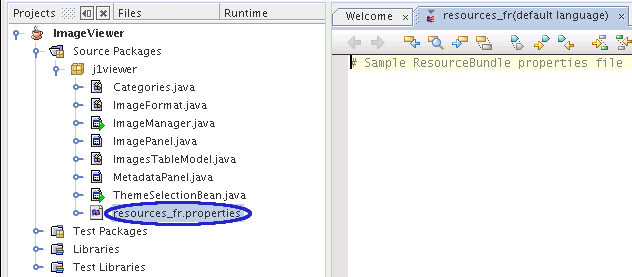 Projects Files Runtime
ImageViewer
Source Packages
j1viewer
Categories.java
ImageFormat.java
ImageManager.java
ImagePanel.java
ImagesTableModel.java
MetadataPanel.java
ThemeSelectionBean.java
resources_fr.properties
Test Packages
Libraries
Test Libraries
Welcome resources_fr(default language)
# Sample ResourceBundle properties file